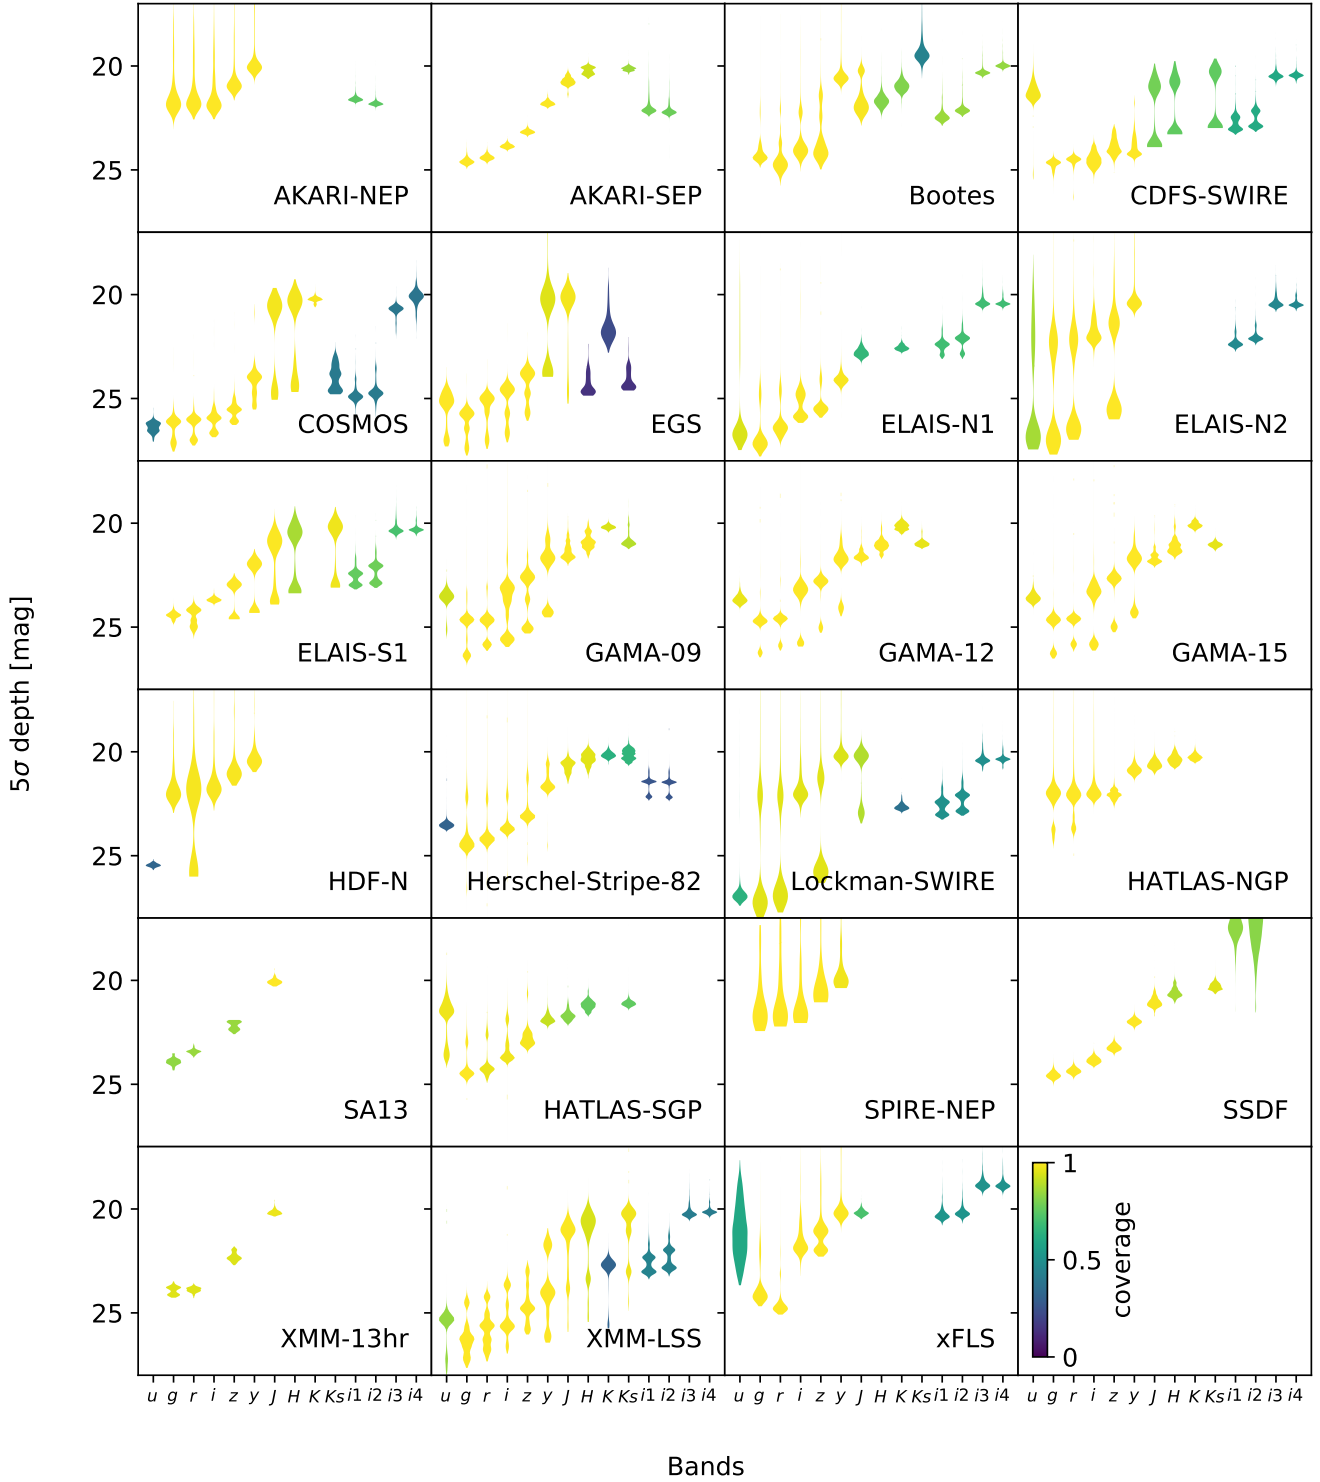 20
25
AKARI-NEP AKARI-SEP Bootes CDFS-SWIRE
20
25
COSMOS EGS ELAIS-N1 ELAIS-N2
20
25
ELAIS-S1 GAMA-09 GAMA-12 GAMA-15
5σ depth [mag]
20
25
HDF-N Herschel-Stripe-82 Lockman-SWIRE HATLAS-NGP
20
25
SA13 HATLAS-SGP SPIRE-NEP SSDF
20
25
XMM-13hr XMM-LSS xFLS
1
0.5
0
coverage
u g r i z y J H K Ks i1 i2 i3 i4 u g r i z y J H K Ks i1 i2 i3 i4 u g r i z y J H K Ks i1 i2 i3 i4 u g r i z y J H K Ks i1 i2 i3 i4
Bands